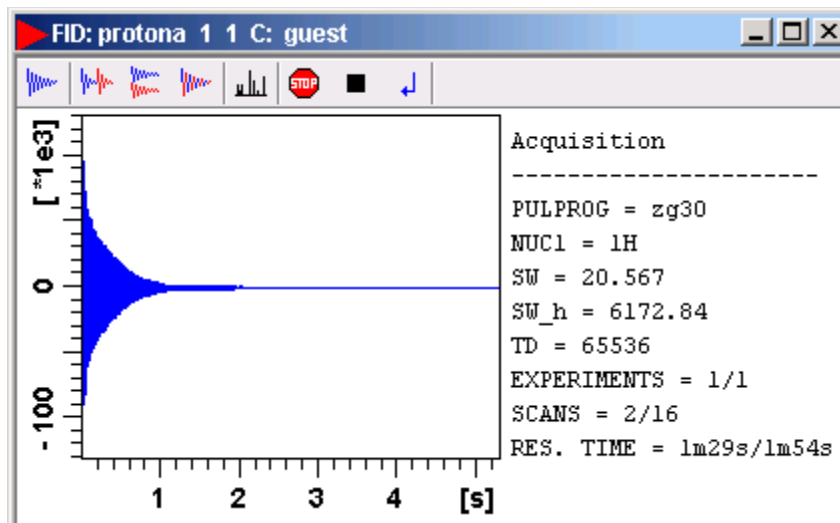 FID: protona 1 1 C: guest
STOP
[*1e3]
0
-100
1 2 3 4 [s]
Acquisition
----------------------
PULPROG = zg30
NUC1 = 1H
SW = 20.567
SW_h = 6172.84
TD = 65536
EXPERIMENTS = 1/1
SCANS = 2/16
RES. TIME = 1m29s/1m54s